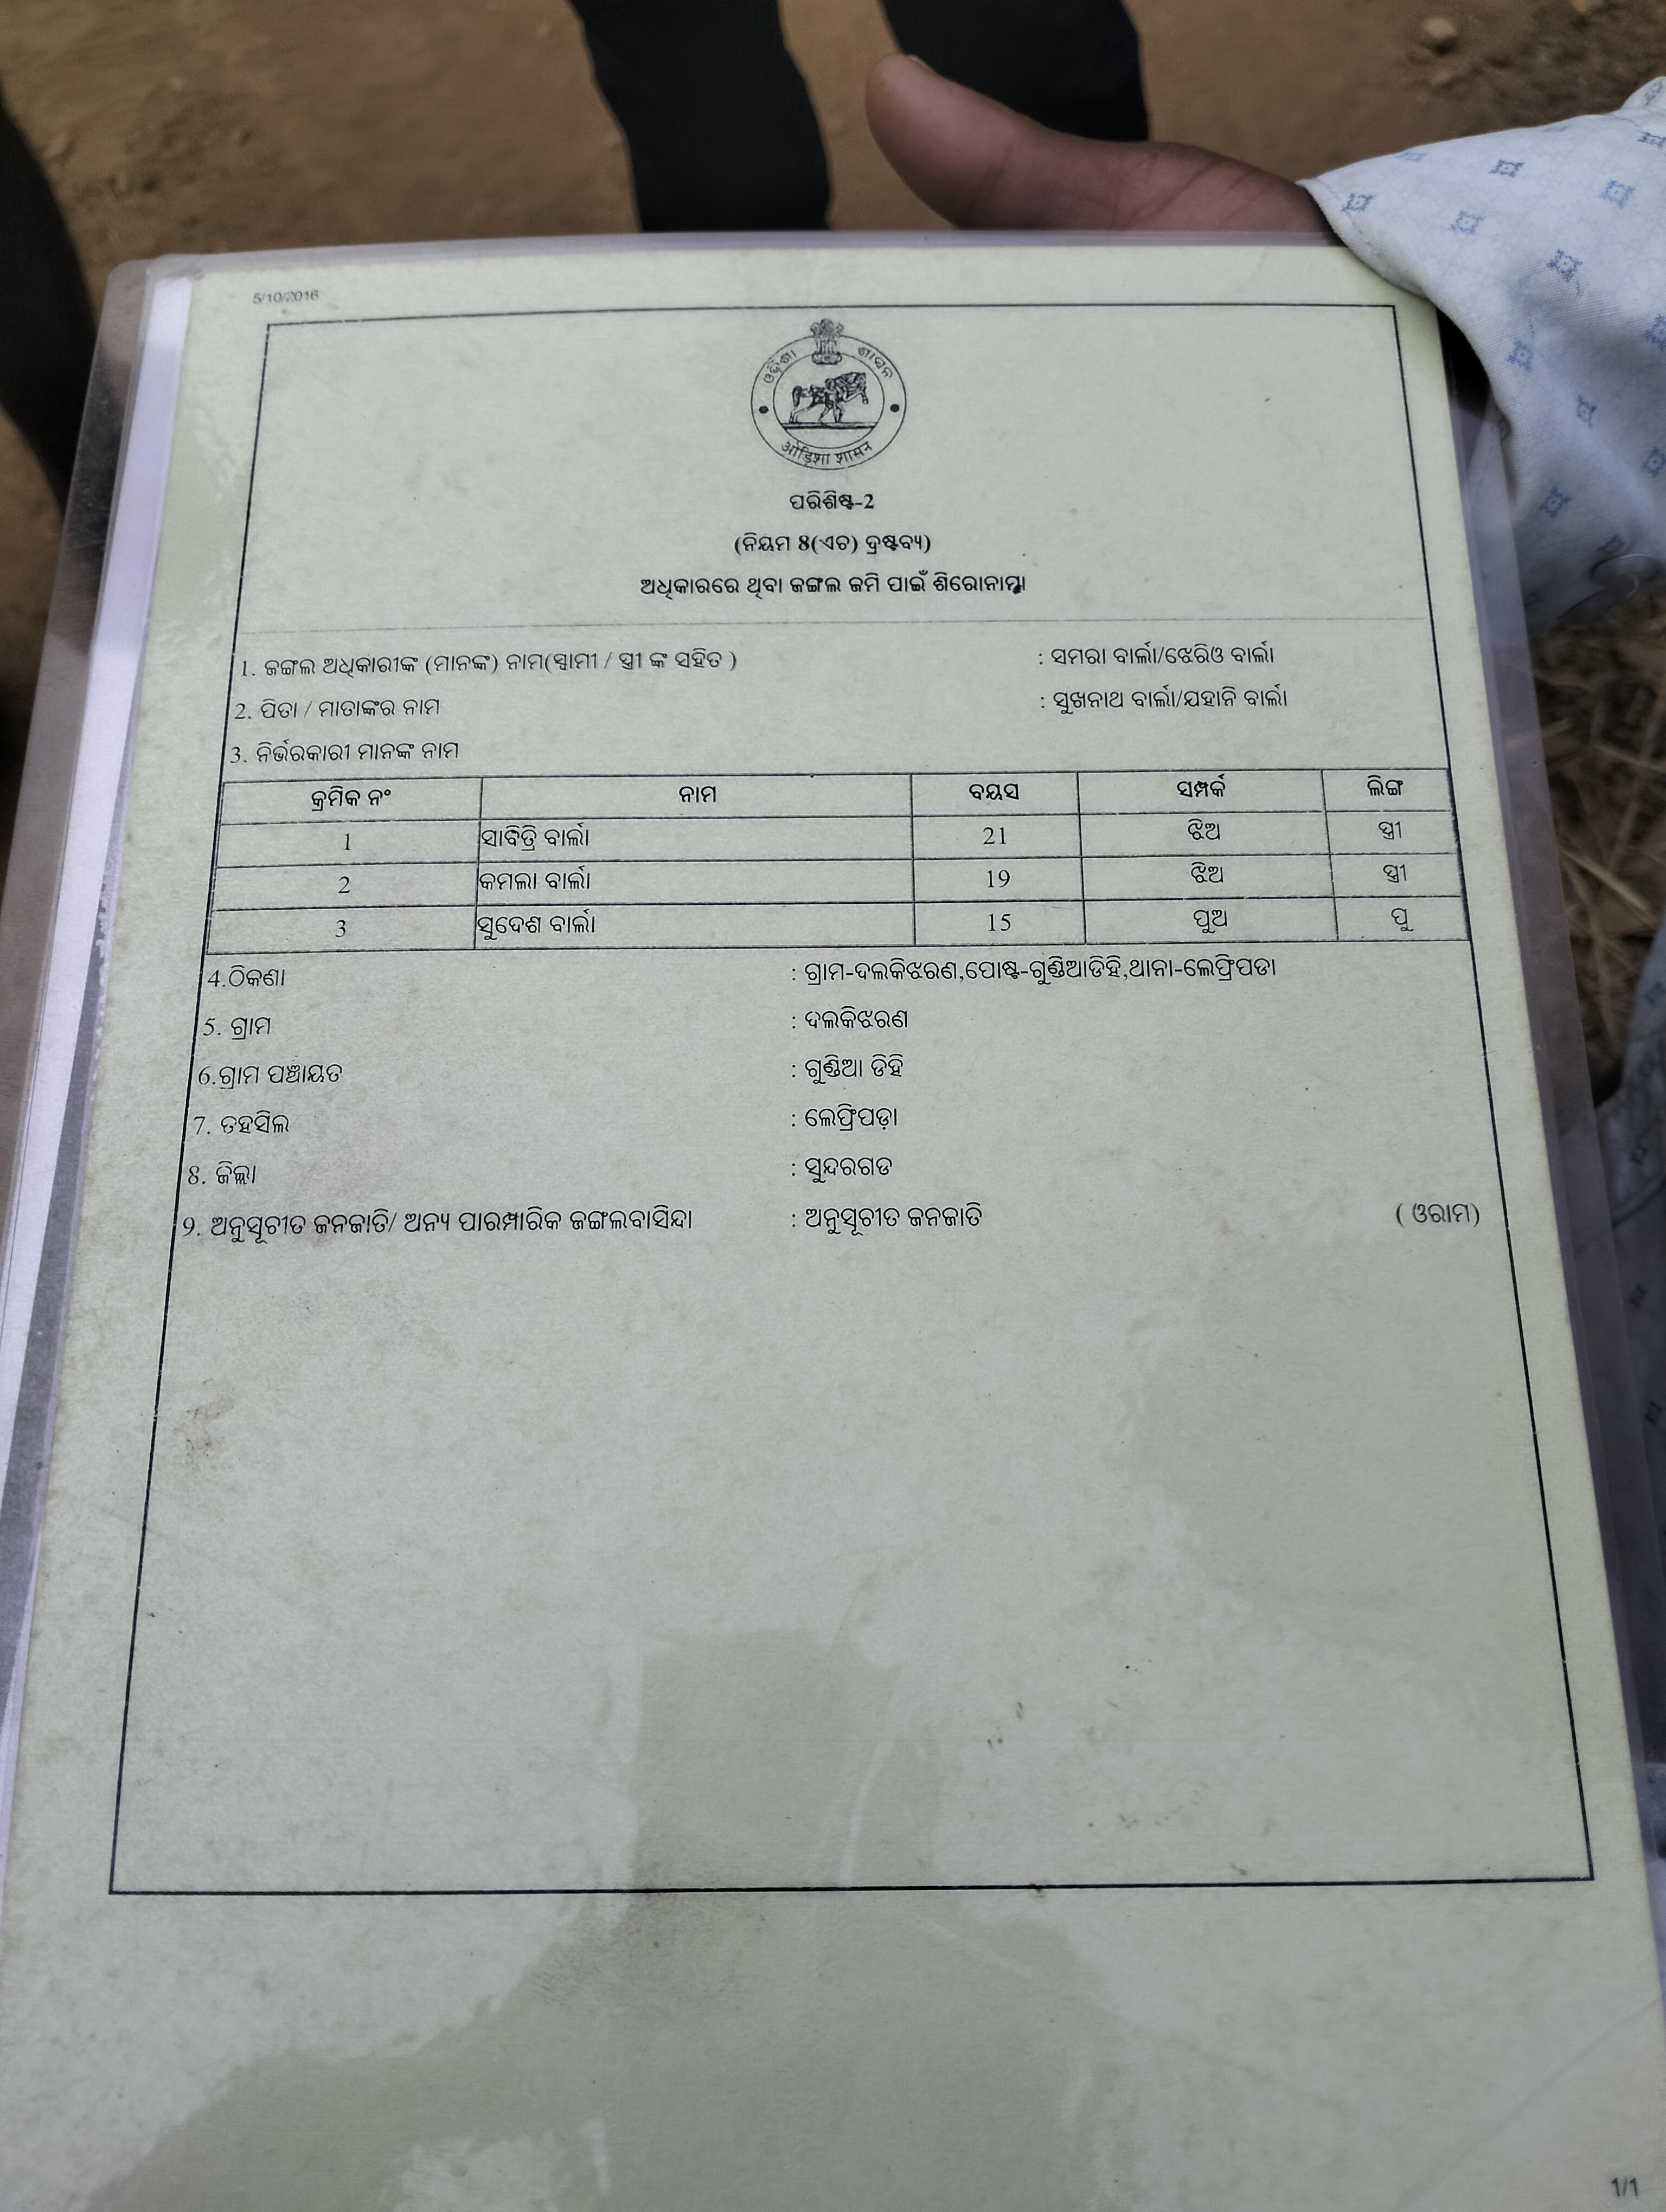 5/10/2016
ଓଡ଼ିଶା ଶାସନ
ओड़िशा शासन
ପରିଶିଷ୍ଟ-2
(ନିୟମ 8(ଏଚ) ଦ୍ରଷ୍ଟବ୍ୟ)
ଅଧିକାରରେ ଥିବା ଜଙ୍ଗଲ ଜମି ପାଇଁ ଶିରୋନାମ୍ମା
1. ଜଙ୍ଗଲ ଅଧିକାରୀଙ୍କ (ମାନଙ୍କ) ନାମ(ସ୍ୱାମୀ / ସ୍ତ୍ରୀ ଙ୍କ ସହିତ ) : ସମରା ବାର୍ଲା/ଝେରିଓ ବାର୍ଲା
2. ପିତା / ମାତାଙ୍କର ନାମ : ସୁଖନାଥ ବାର୍ଲା/ଯହାନି ବାର୍ଲା
3. ନିର୍ଭରକାରୀ ମାନଙ୍କ ନାମ
କ୍ରମିକ ନଂ ନାମ ବୟସ ସମ୍ପର୍କ ଲିଙ୍ଗ
1 ସାବିତ୍ରି ବାର୍ଲା 21 ଝିଅ ସ୍ତ୍ରୀ
2 କମଲା ବାର୍ଲା 19 ଝିଅ ସ୍ତ୍ରୀ
3 ସୁଦେଶ ବାର୍ଲା 15 ପୁଅ ପୁ
4.ଠିକଣା : ଗ୍ରାମ-ଦଲକିଝରଣ,ପୋଷ୍ଟ-ଗୁଣ୍ଡିଆଡିହି,ଥାନା-ଲେଫ୍ରିପଡା
5. ଗ୍ରାମ : ଦଲକିଝରଣ
6.ଗ୍ରାମ ପଞ୍ଚାୟତ : ଗୁଣ୍ଡିଆ ଡିହି
7. ତହସିଲ : ଲେଫ୍ରିପଡ଼ା
8. ଜିଲ୍ଲା : ସୁନ୍ଦରଗଡ
9. ଅନୁସୂଚୀତ ଜନଜାତି/ ଅନ୍ୟ ପାରମ୍ପାରିକ ଜଙ୍ଗଲବାସିନ୍ଦା : ଅନୁସୂଚୀତ ଜନଜାତି ( ଓରାମ)
1/1